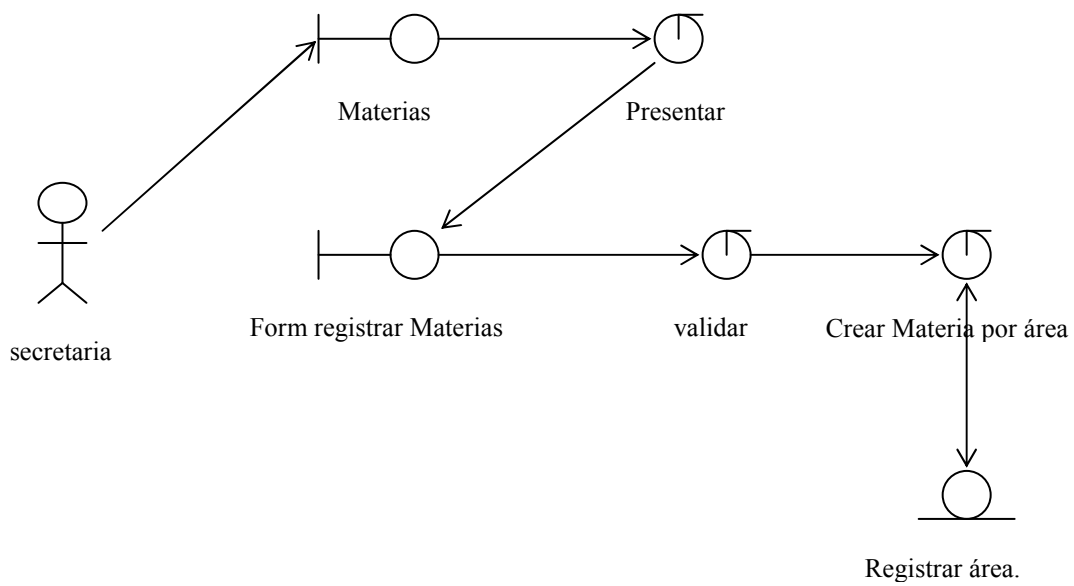 Materias
Presentar
secretaria
Form registrar Materias
validar
Crear Materia por área
Registrar área.